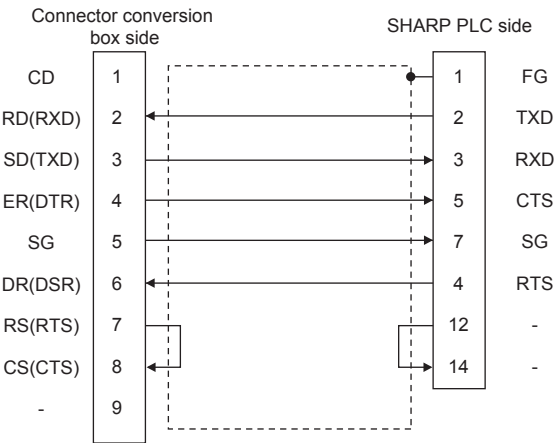 Connector conversion
box side
SHARP PLC side
CD 1 1 FG
RD(RXD) 2 2 TXD
SD(TXD) 3 3 RXD
ER(DTR) 4 5 CTS
SG 5 7 SG
DR(DSR) 6 4 RTS
RS(RTS) 7 12 -
CS(CTS) 8 14 -
- 9